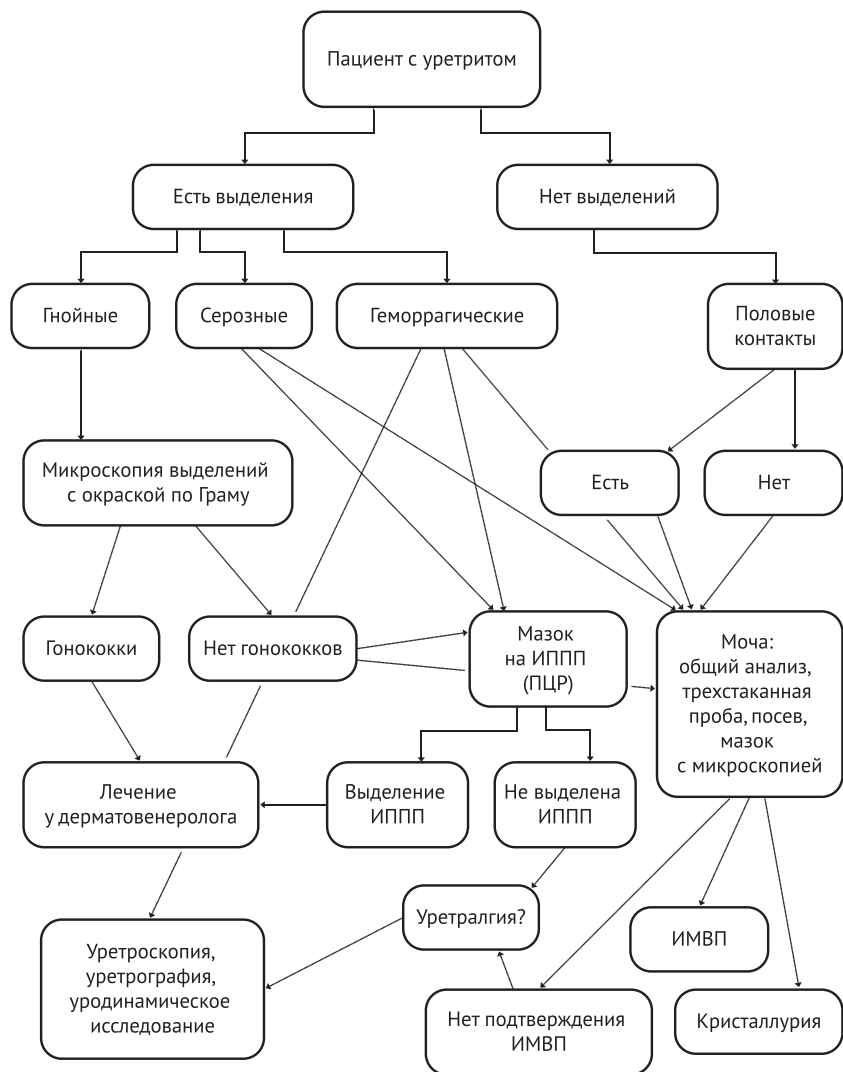 Пациент с уретритом
Есть выделения
Нет выделений
Гнойные
Серозные
Геморрагические
Половые
контакты
Микроскопия выделений
с окраской по Граму
Есть
Нет
Гонококки
Нет гонококков
Мазок
на ИППП
(ПЦР)
Моча:
общий анализ,
трехстаканная
проба, посев,
мазок
с микроскопией
Лечение
у дерматовенеролога
Выделение
ИППП
Не выделена
ИППП
Уретралгия?
ИМВП
Уретроскопия,
уретрография,
уродинамическое
исследование
Нет подтверждения
ИМВП
Кристаллурия